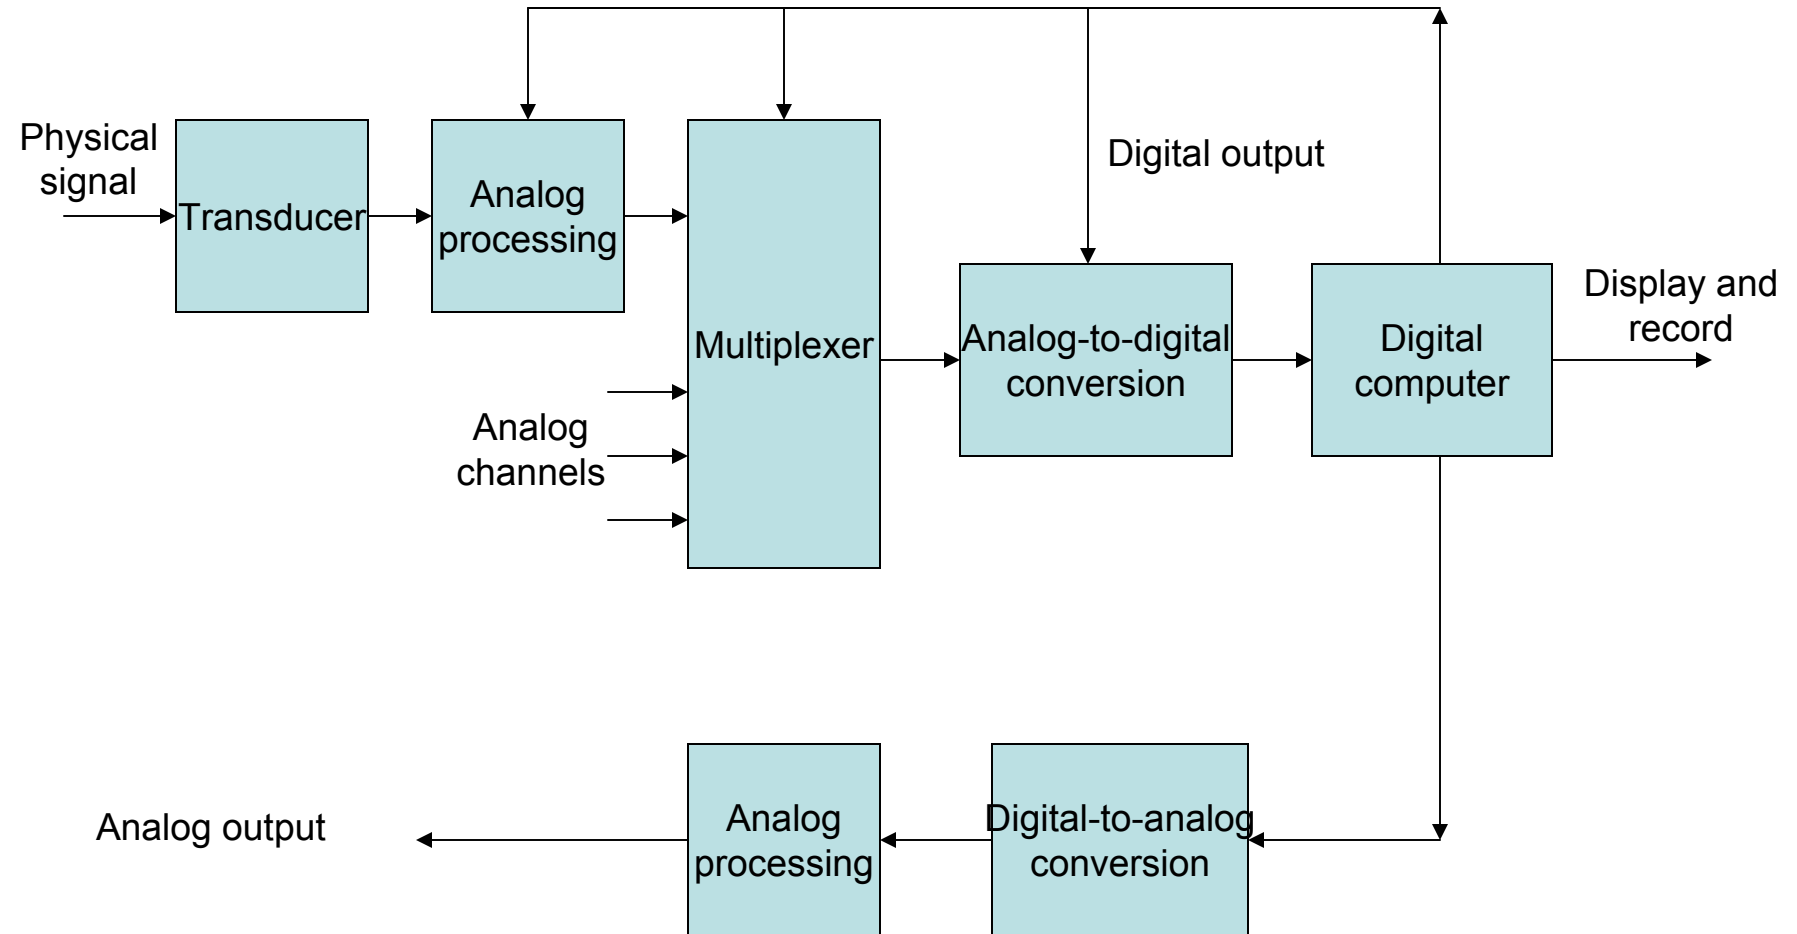 Physical
signal
Transducer
Analog
processing
Multiplexer
Analog
channels
Digital output
Analog-to-digital
conversion
Digital
computer
Display and
record
Analog output
Analog
processing
Digital-to-analog
conversion